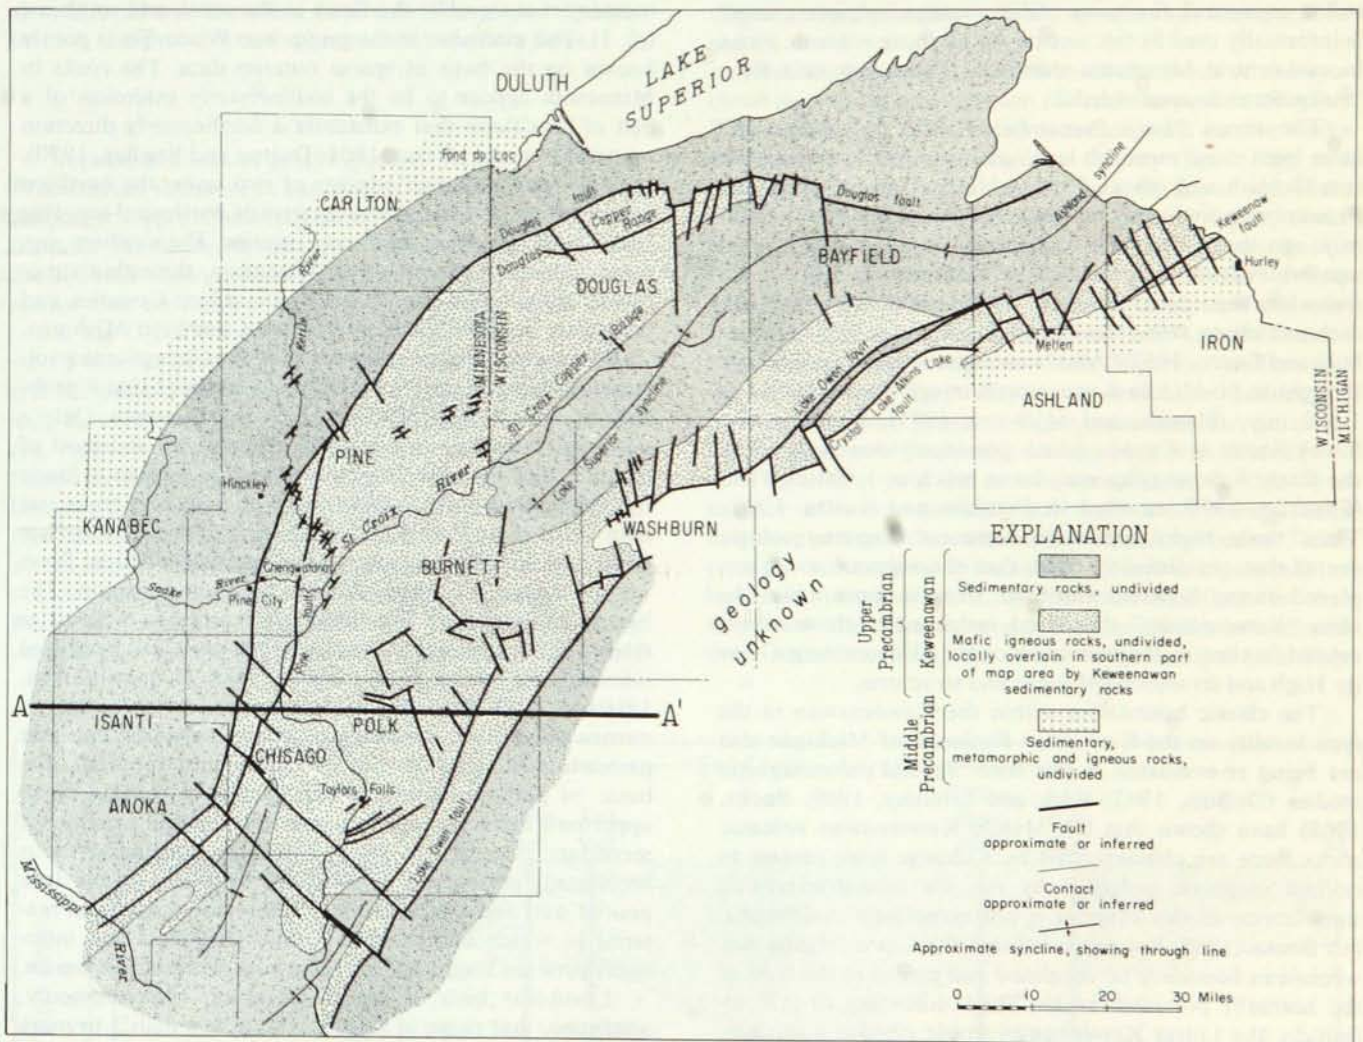 LAKE
SUPERIOR
DULUTH
Fond du Lac
CARLTON
Kettle
River
Douglas
fault
Copper
Range
Douglas
Douglas fault
Ashland
syncline
Keweenaw
fault
Hurley
BAYFIELD
DOUGLAS
MINNESOTA
WISCONSIN
St. Croix Copper Range
Mellen
IRON
Lake Owen fault
Crystal Lake-Atkins Lake
fault
ASHLAND
WISCONSIN
MICHIGAN
PINE
Hinckley
Lake Superior syncline
St. Croix River
KANABEC
WASHBURN
BURNETT
Chengwatana
Snake River
Pine City
Pine
fault
geology
unknown
A
A'
ISANTI
POLK
CHISAGO
ANOKA
Taylors Falls
Lake Owen fault
Mississippi
River
EXPLANATION
Sedimentary rocks, undivided
Mafic igneous rocks, undivided,
locally overlain in southern part
of map area by Keweenawan
sedimentary rocks
Upper
Precambrian
Keweenawan
Sedimentary,
metamorphic and igneous rocks,
undivided
Middle
Precambrian
Fault
approximate or inferred
Contact
approximate or inferred
Approximate syncline, showing through line
0 10 20 30 Miles